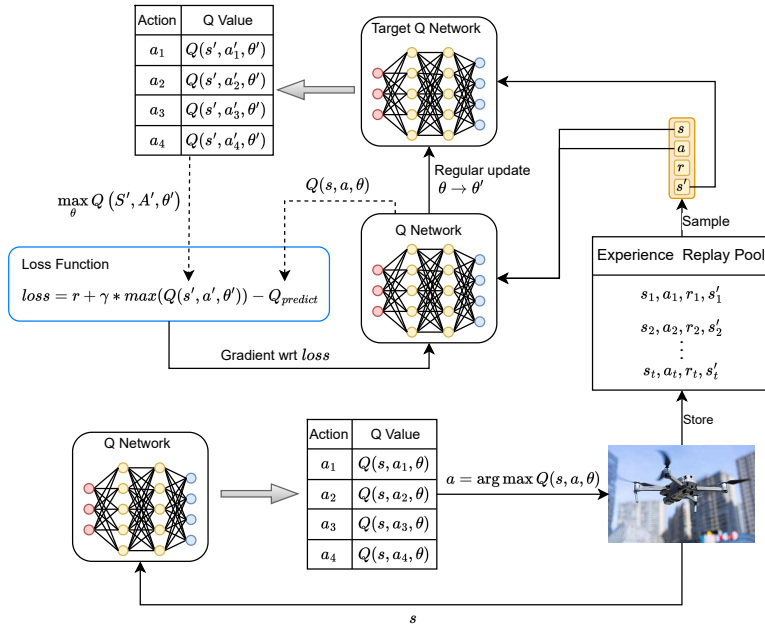 Action Q Value
a₁ Q(s′, a′₁, θ′)
a₂ Q(s′, a′₂, θ′)
a₃ Q(s′, a′₃, θ′)
a₄ Q(s′, a′₄, θ′)
Target Q Network
s
a
r
s′
Sample
Regular update
θ → θ′
Q(s, a, θ)
max Q (S′, A′, θ′)
θ
Q Network
Loss Function
loss = r + γ * max(Q(s′, a′, θ′)) − Q_predict
Gradient wrt loss
Experience Replay Pool
s₁, a₁, r₁, s′₁
s₂, a₂, r₂, s′₂
⋮
sₜ, aₜ, rₜ, s′ₜ
Store
Q Network
Action Q Value
a₁ Q(s, a₁, θ)
a₂ Q(s, a₂, θ)
a₃ Q(s, a₃, θ)
a₄ Q(s, a₄, θ)
a = arg max Q(s, a, θ)
s